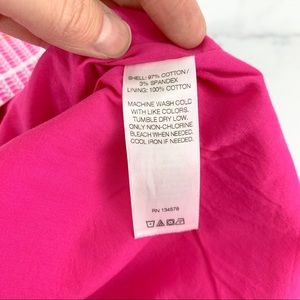 SHELL: 97% COTTON /
3% SPANDEX
LINING: 100% COTTON
MACHINE WASH COLD
WITH LIKE COLORS.
TUMBLE DRY LOW.
ONLY NON-CHLORINE
BLEACH WHEN NEEDED.
COOL IRON IF NEEDED.
RN 134578